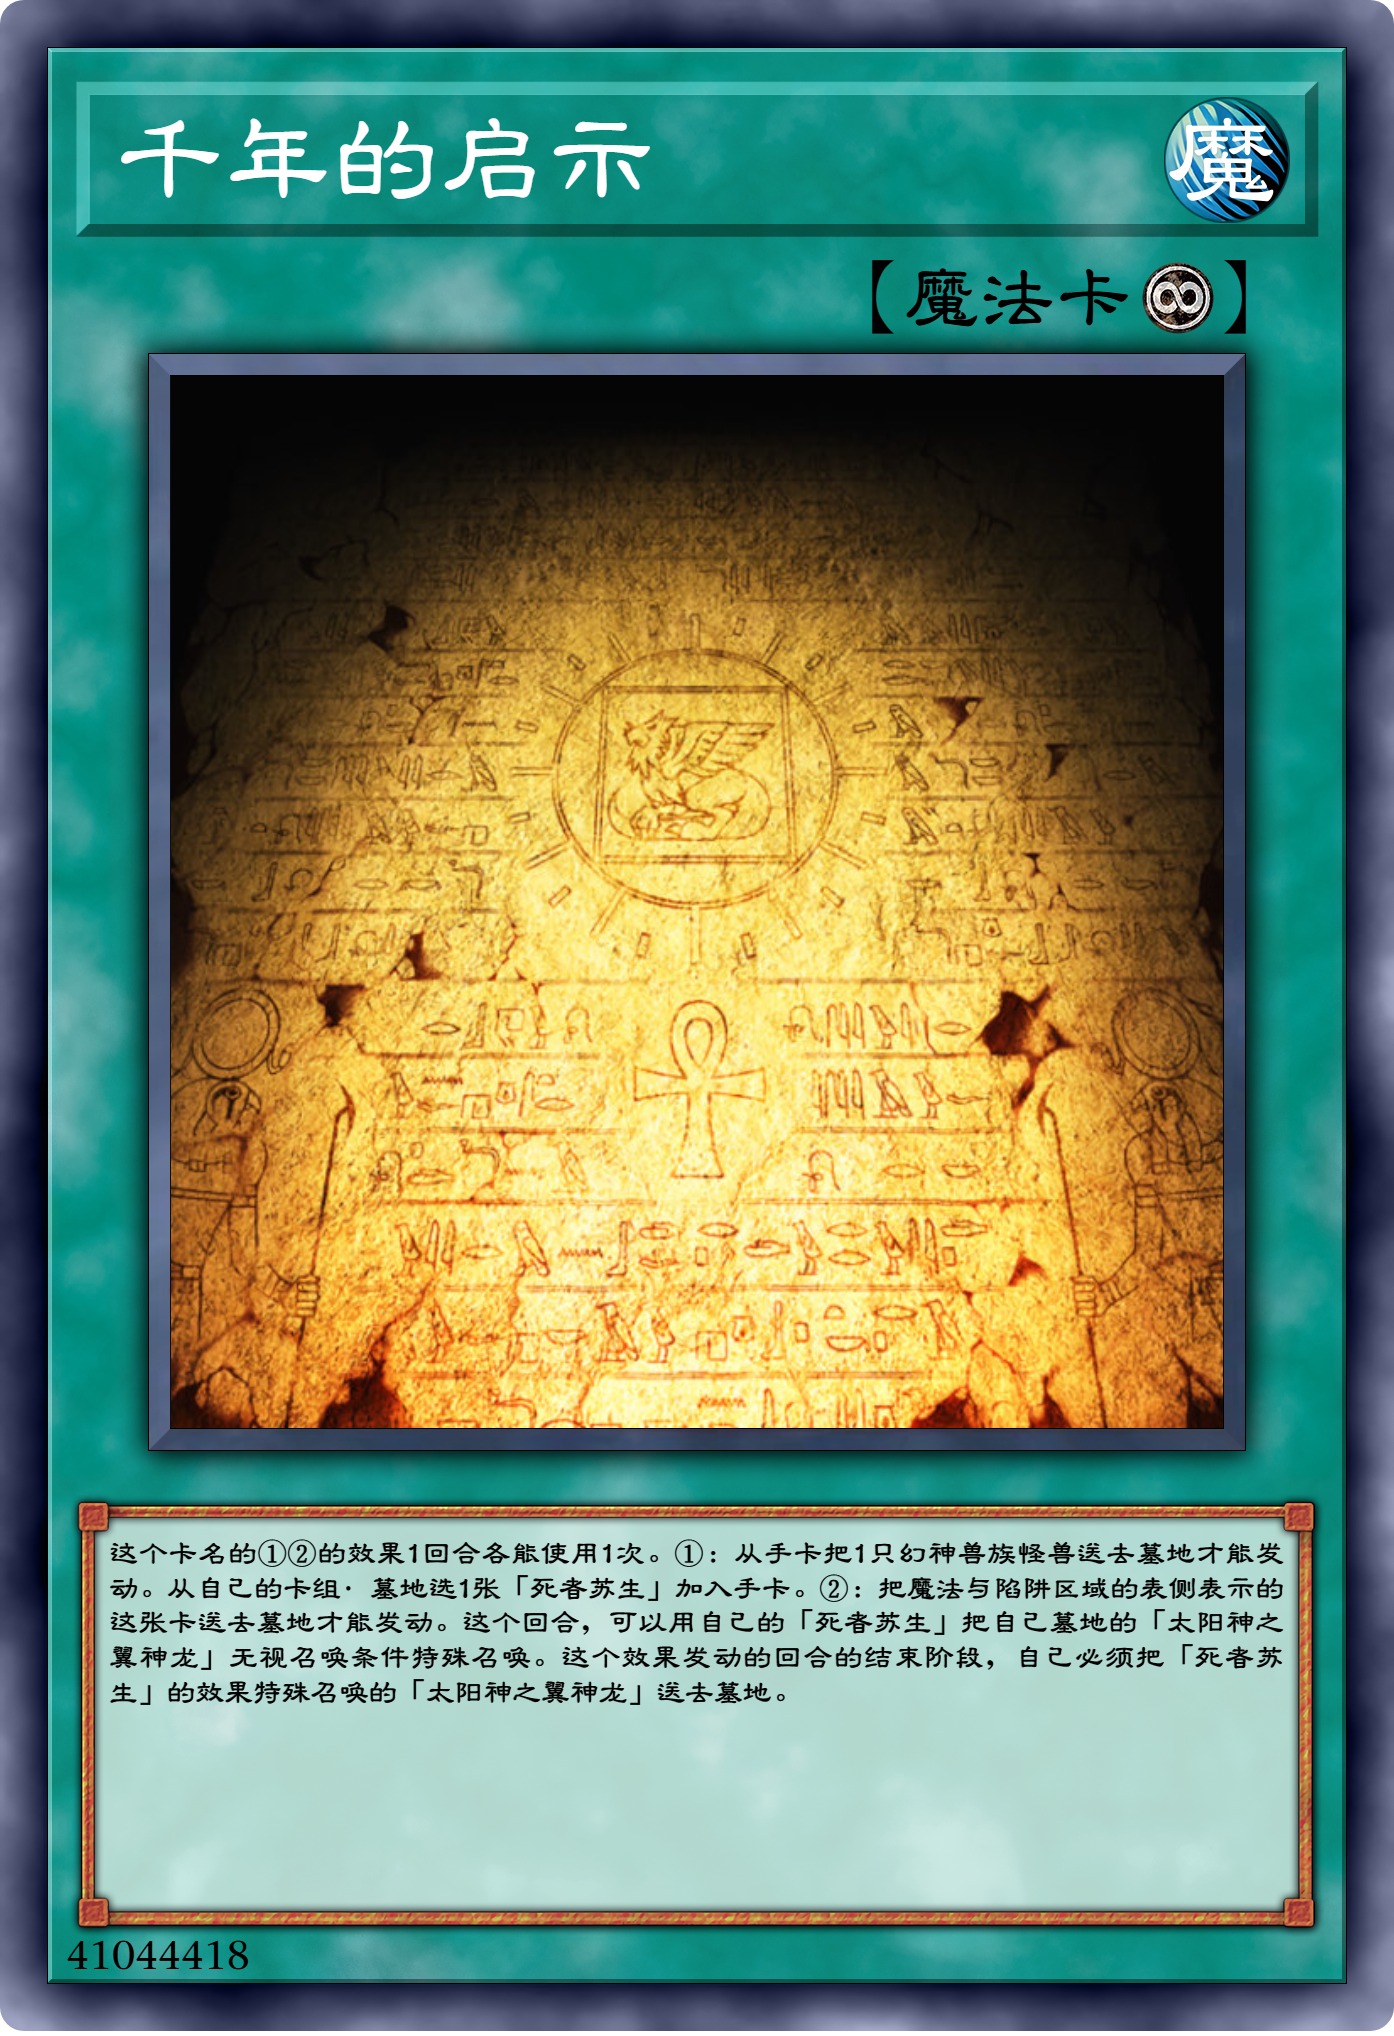 千年的启示
魔
【魔法卡】
这个卡名的①②的效果1回合各能使用1次。①：从手卡把1只幻神兽族怪兽送去墓地才能发
动。从自己的卡组·墓地选1张「死者苏生」加入手卡。②：把魔法与陷阱区域的表侧表示的
这张卡送去墓地才能发动。这个回合，可以用自己的「死者苏生」把自己墓地的「太阳神之
翼神龙」无视召唤条件特殊召唤。这个效果发动的回合的结束阶段，自己必须把「死者苏
生」的效果特殊召唤的「太阳神之翼神龙」送去墓地。
41044418